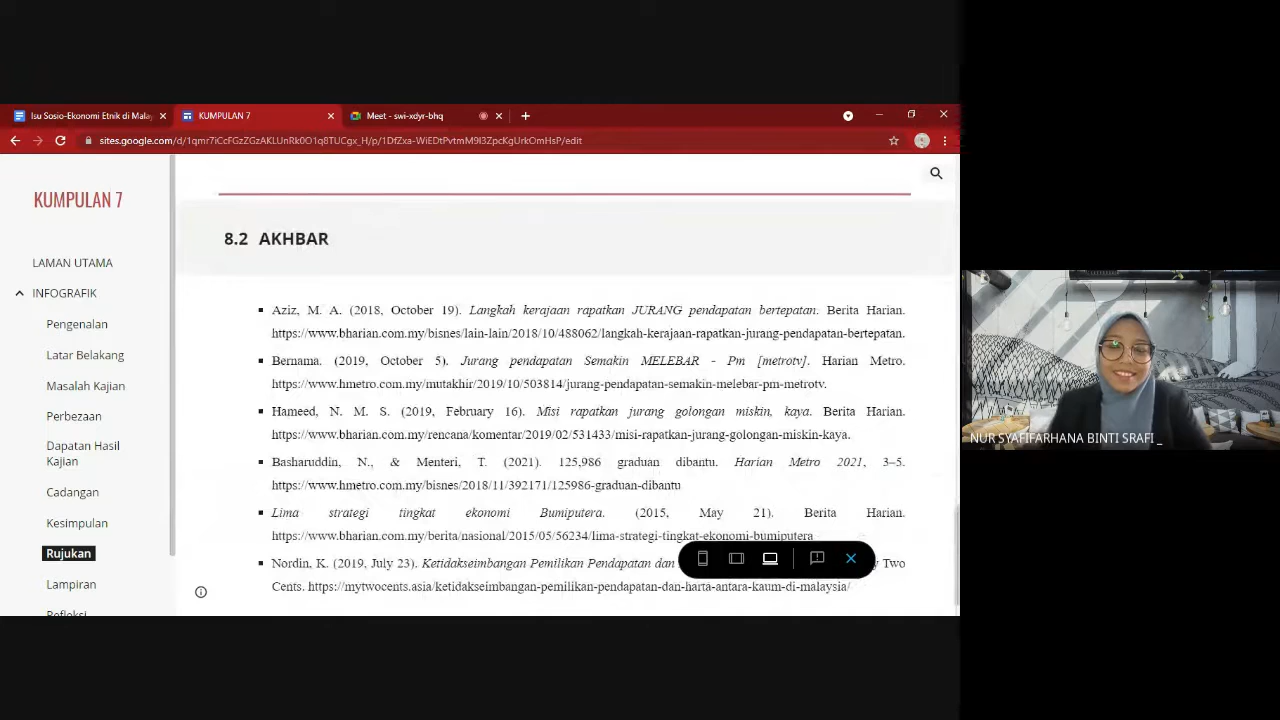 Isu Sosio-Ekonomi Etnik di Malay
KUMPULAN 7
Meet - swi-xdyr-bhq
sites.google.com/d/1qmr7iCcFGzZGzAKLUnRk0O1q8TUCgx_H/p/1DfZxa-WiEDtPvtmM9I3ZpcKgUrkOmHsP/edit
KUMPULAN 7
LAMAN UTAMA
INFOGRAFIK
Pengenalan
Latar Belakang
Masalah Kajian
Perbezaan
Dapatan Hasil
Kajian
Cadangan
Kesimpulan
Rujukan
Lampiran
Refleksi
8.2 AKHBAR
Aziz, M. A. (2018, October 19). Langkah kerajaan rapatkan JURANG pendapatan bertepatan. Berita Harian.
https://www.bharian.com.my/bisnes/lain-lain/2018/10/488062/langkah-kerajaan-rapatkan-jurang-pendapatan-bertepatan.
Bernama. (2019, October 5). Jurang pendapatan Semakin MELEBAR - Pm [metrotv]. Harian Metro.
https://www.hmetro.com.my/mutakhir/2019/10/503814/jurang-pendapatan-semakin-melebar-pm-metrotv.
Hameed, N. M. S. (2019, February 16). Misi rapatkan jurang golongan miskin, kaya. Berita Harian.
https://www.bharian.com.my/rencana/komentar/2019/02/531433/misi-rapatkan-jurang-golongan-miskin-kaya.
Basharuddin, N., & Menteri, T. (2021). 125,986 graduan dibantu. Harian Metro 2021, 3–5.
https://www.hmetro.com.my/bisnes/2018/11/392171/125986-graduan-dibantu
Lima strategi tingkat ekonomi Bumiputera. (2015, May 21). Berita Harian.
https://www.bharian.com.my/berita/nasional/2015/05/56234/lima-strategi-tingkat-ekonomi-bumiputera
Nordin, K. (2019, July 23). Ketidakseimbangan Pemilikan Pendapatan dan Two
Cents. https://mytwocents.asia/ketidakseimbangan-pemilikan-pendapatan-dan-harta-antara-kaum-di-malaysia/
NUR SYAFIFARHANA BINTI SRAFI _